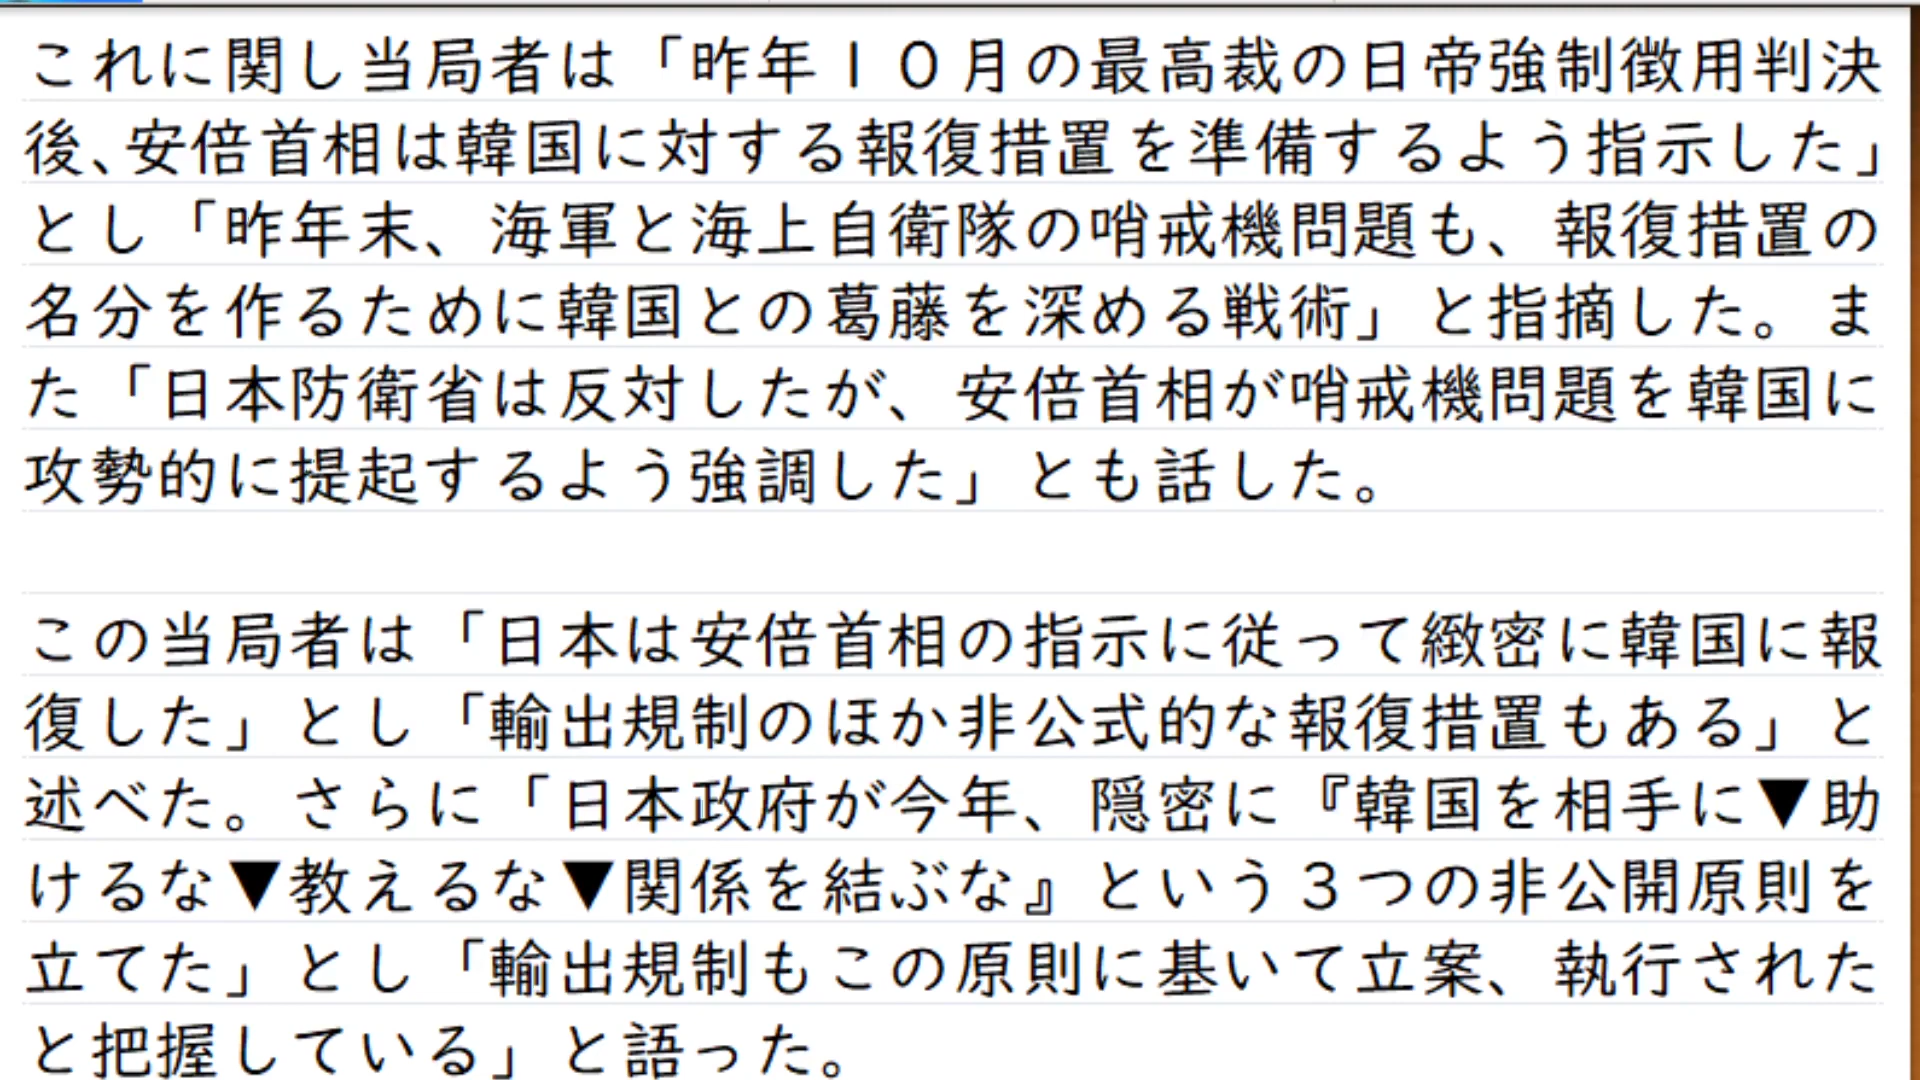 これに関し当局者は「昨年１０月の最高裁の日帝強制徴用判決
後、安倍首相は韓国に対する報復措置を準備するよう指示した」
とし「昨年末、海軍と海上自衛隊の哨戒機問題も、報復措置の
名分を作るために韓国との葛藤を深める戦術」と指摘した。ま
た「日本防衛省は反対したが、安倍首相が哨戒機問題を韓国に
攻勢的に提起するよう強調した」とも話した。
この当局者は「日本は安倍首相の指示に従って緻密に韓国に報
復した」とし「輸出規制のほか非公式的な報復措置もある」と
述べた。さらに「日本政府が今年、隠密に『韓国を相手に▼助
けるな▼教えるな▼関係を結ぶな』という３つの非公開原則を
立てた」とし「輸出規制もこの原則に基いて立案、執行された
と把握している」と語った。